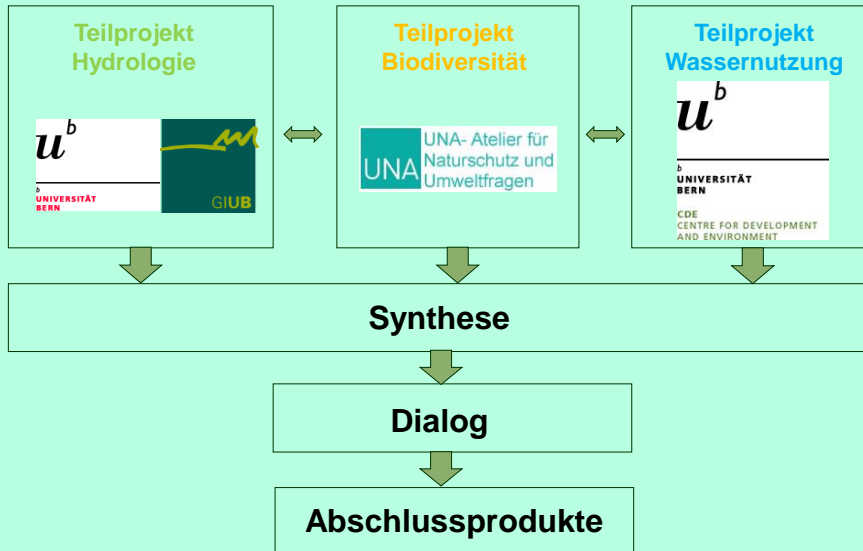 Teilprojekt
Hydrologie
u b
b
UNIVERSITÄT
BERN
GIUB
Teilprojekt
Biodiversität
UNA
UNA- Atelier für
Naturschutz und
Umweltfragen
Teilprojekt
Wassernutzung
u b
b
UNIVERSITÄT
BERN
CDE
CENTRE FOR DEVELOPMENT
AND ENVIRONMENT
Synthese
Dialog
Abschlussprodukte